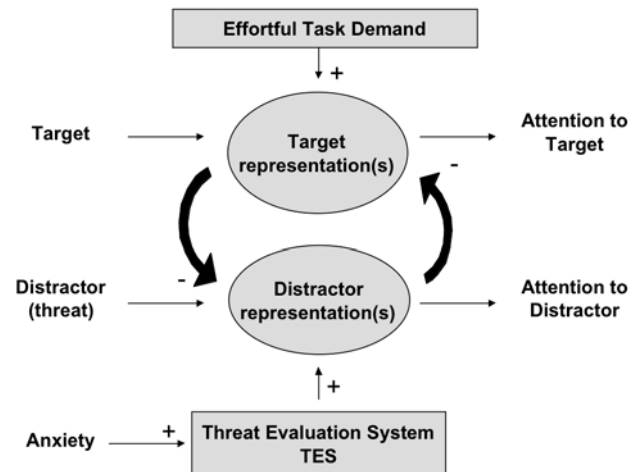 Effortful Task Demand
+
Target
Target
representation(s)
Attention to
Target
-
-
Distractor
(threat)
Distractor
representation(s)
Attention to
Distractor
+
Anxiety
+
Threat Evaluation System
TES